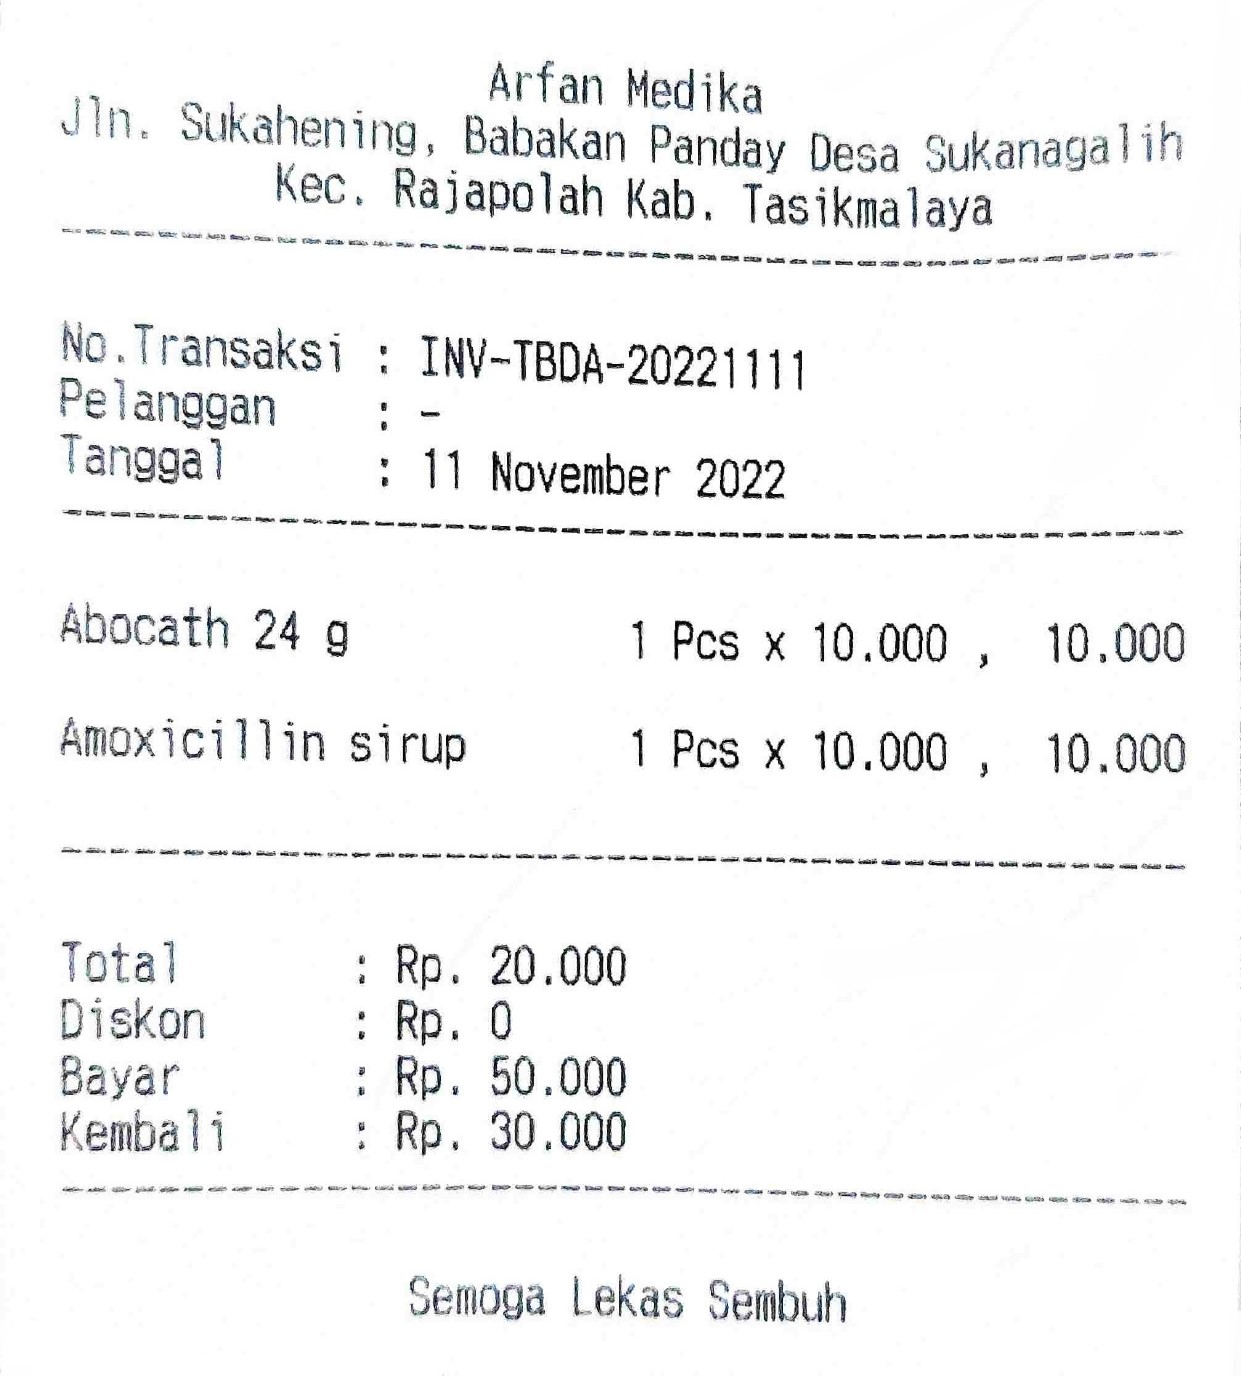 Arfan Medika
Jln. Sukahening, Babakan Panday Desa Sukanagalih
Kec. Rajapolah Kab. Tasikmalaya
No.Transaksi : INV-TBDA-20221111
Pelanggan : -
Tanggal : 11 November 2022
Abocath 24 g 1 Pcs x 10.000 , 10.000
Amoxicillin sirup 1 Pcs x 10.000 , 10.000
Total : Rp. 20.000
Diskon : Rp. 0
Bayar : Rp. 50.000
Kembali : Rp. 30.000
Semoga Lekas Sembuh